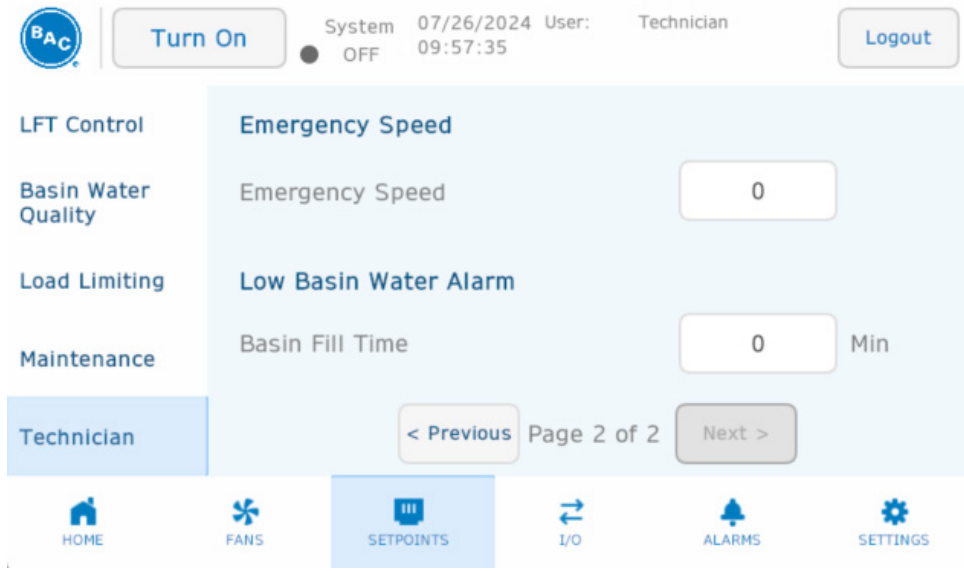 BAC
Turn On
System
OFF
07/26/2024
09:57:35
User:
Technician
Logout
LFT Control
Basin Water
Quality
Load Limiting
Maintenance
Technician
Emergency Speed
Emergency Speed
0
Low Basin Water Alarm
Basin Fill Time
0
Min
< Previous
Page 2 of 2
Next >
HOME
FANS
SETPOINTS
I/O
ALARMS
SETTINGS